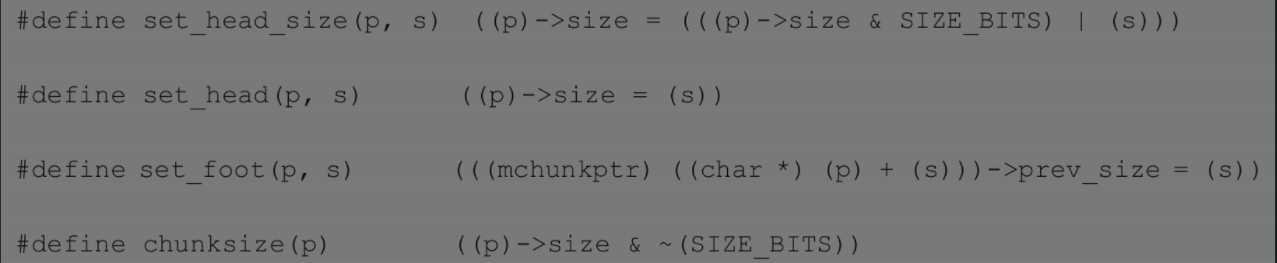 #define set_head_size(p, s)  ((p)->size = (((p)->size & SIZE_BITS) | (s)))
#define set_head(p, s)       ((p)->size = (s))
#define set_foot(p, s)       (((mchunkptr) ((char *) (p) + (s)))->prev_size = (s))
#define chunksize(p)         ((p)->size & ~(SIZE_BITS))